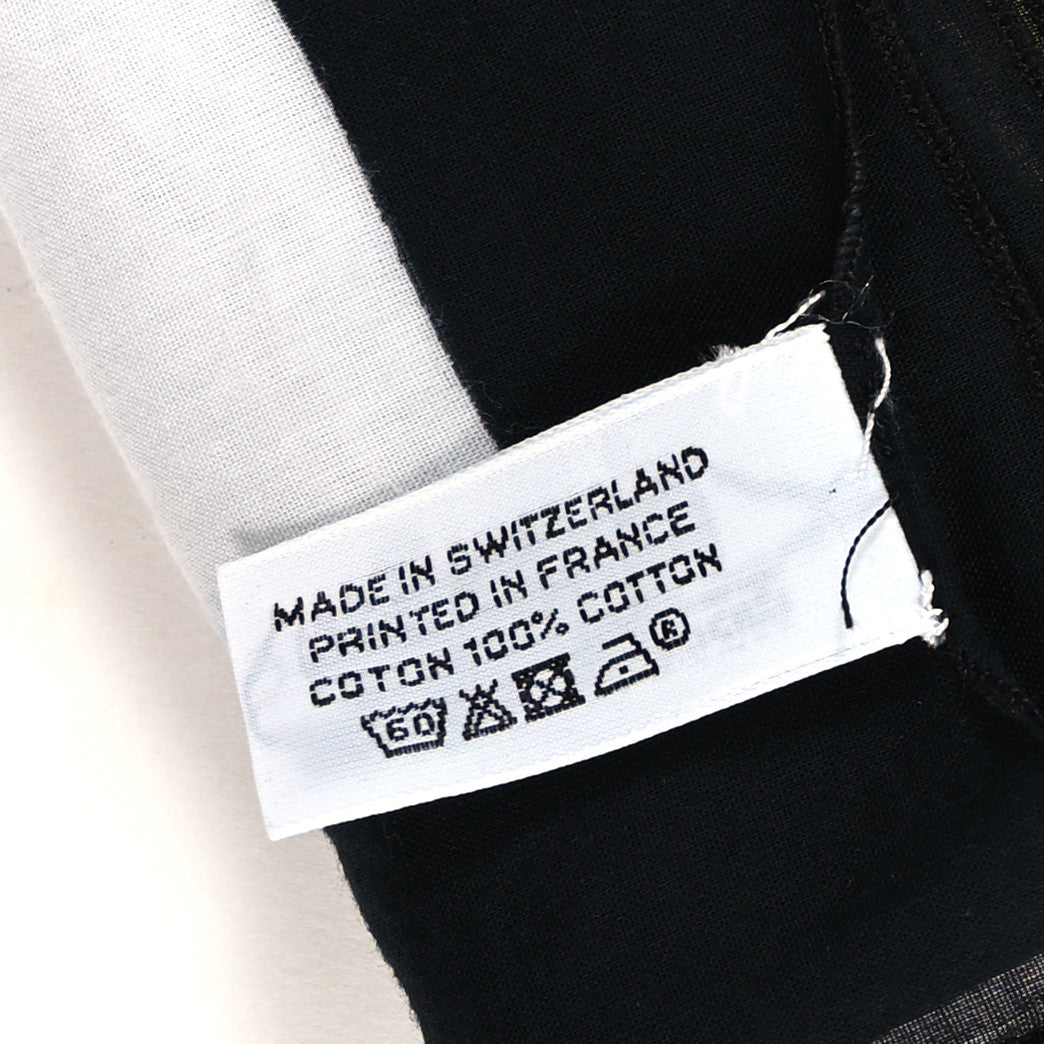 MADE IN SWITZERLAND
PRINTED IN FRANCE
COTON 100% COTTON
60 ®